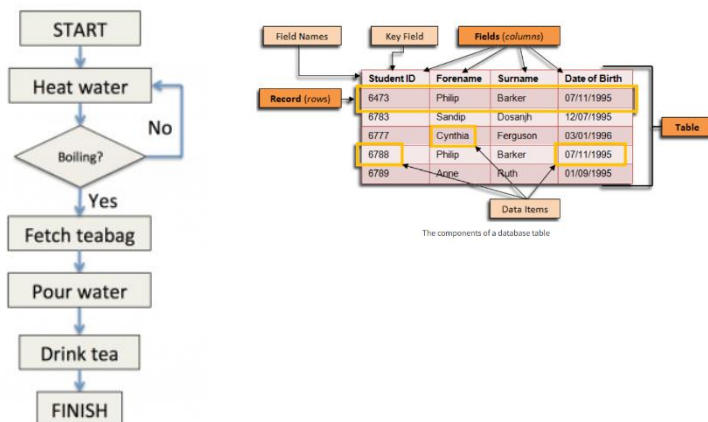 START
Heat water
No
Boiling?
Yes
Fetch teabag
Pour water
Drink tea
FINISH
Field Names
Key Field
Fields (columns)
Student ID Forename Surname Date of Birth
Record (rows)
6473 Philip Barker 07/11/1995
6783 Sandip Dosanjh 12/07/1995
6777 Cynthia Ferguson 03/01/1996
6788 Philip Barker 07/11/1995
6789 Anne Ruth 01/09/1995
Table
Data Items
The components of a database table